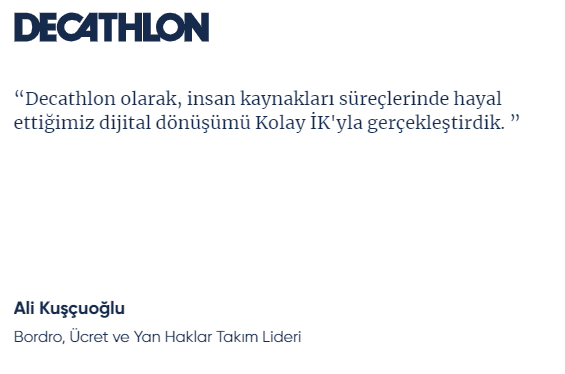 DECATHLON
“Decathlon olarak, insan kaynakları süreçlerinde hayal
ettiğimiz dijital dönüşümü Kolay İK'yla gerçekleştirdik. ”
Ali Kuşçuoğlu
Bordro, Ücret ve Yan Haklar Takım Lideri